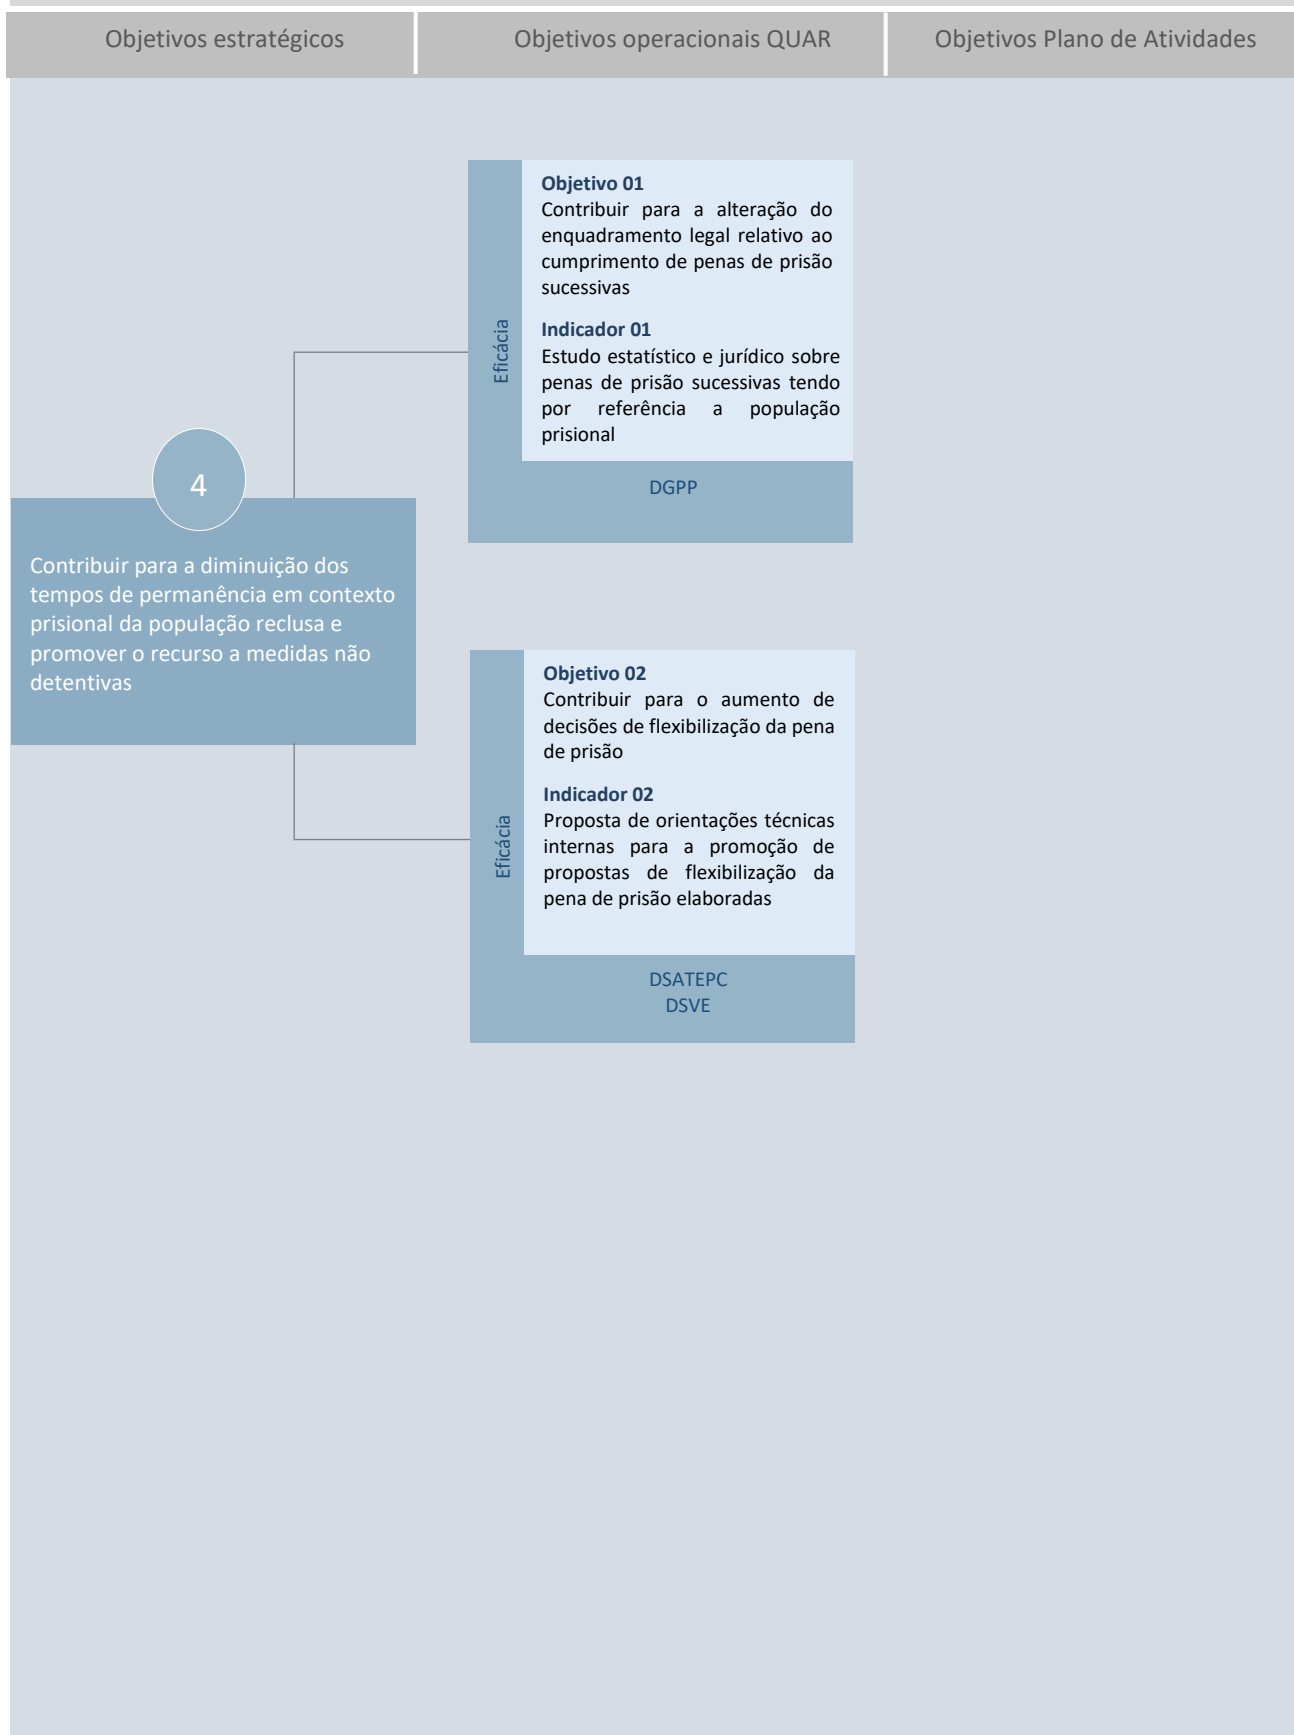 Objetivos estratégicos
Objetivos operacionais QUAR
Objetivos Plano de Atividades
4
Contribuir para a diminuição dos
tempos de permanência em contexto
prisional da população reclusa e
promover o recurso a medidas não
detentivas
Eficácia
Objetivo 01
Contribuir para a alteração do
enquadramento legal relativo ao
cumprimento de penas de prisão
sucessivas
Indicador 01
Estudo estatístico e jurídico sobre
penas de prisão sucessivas tendo
por referência a população
prisional
DGPP
Eficácia
Objetivo 02
Contribuir para o aumento de
decisões de flexibilização da pena
de prisão
Indicador 02
Proposta de orientações técnicas
internas para a promoção de
propostas de flexibilização da
pena de prisão elaboradas
DSATEPC
DSVE